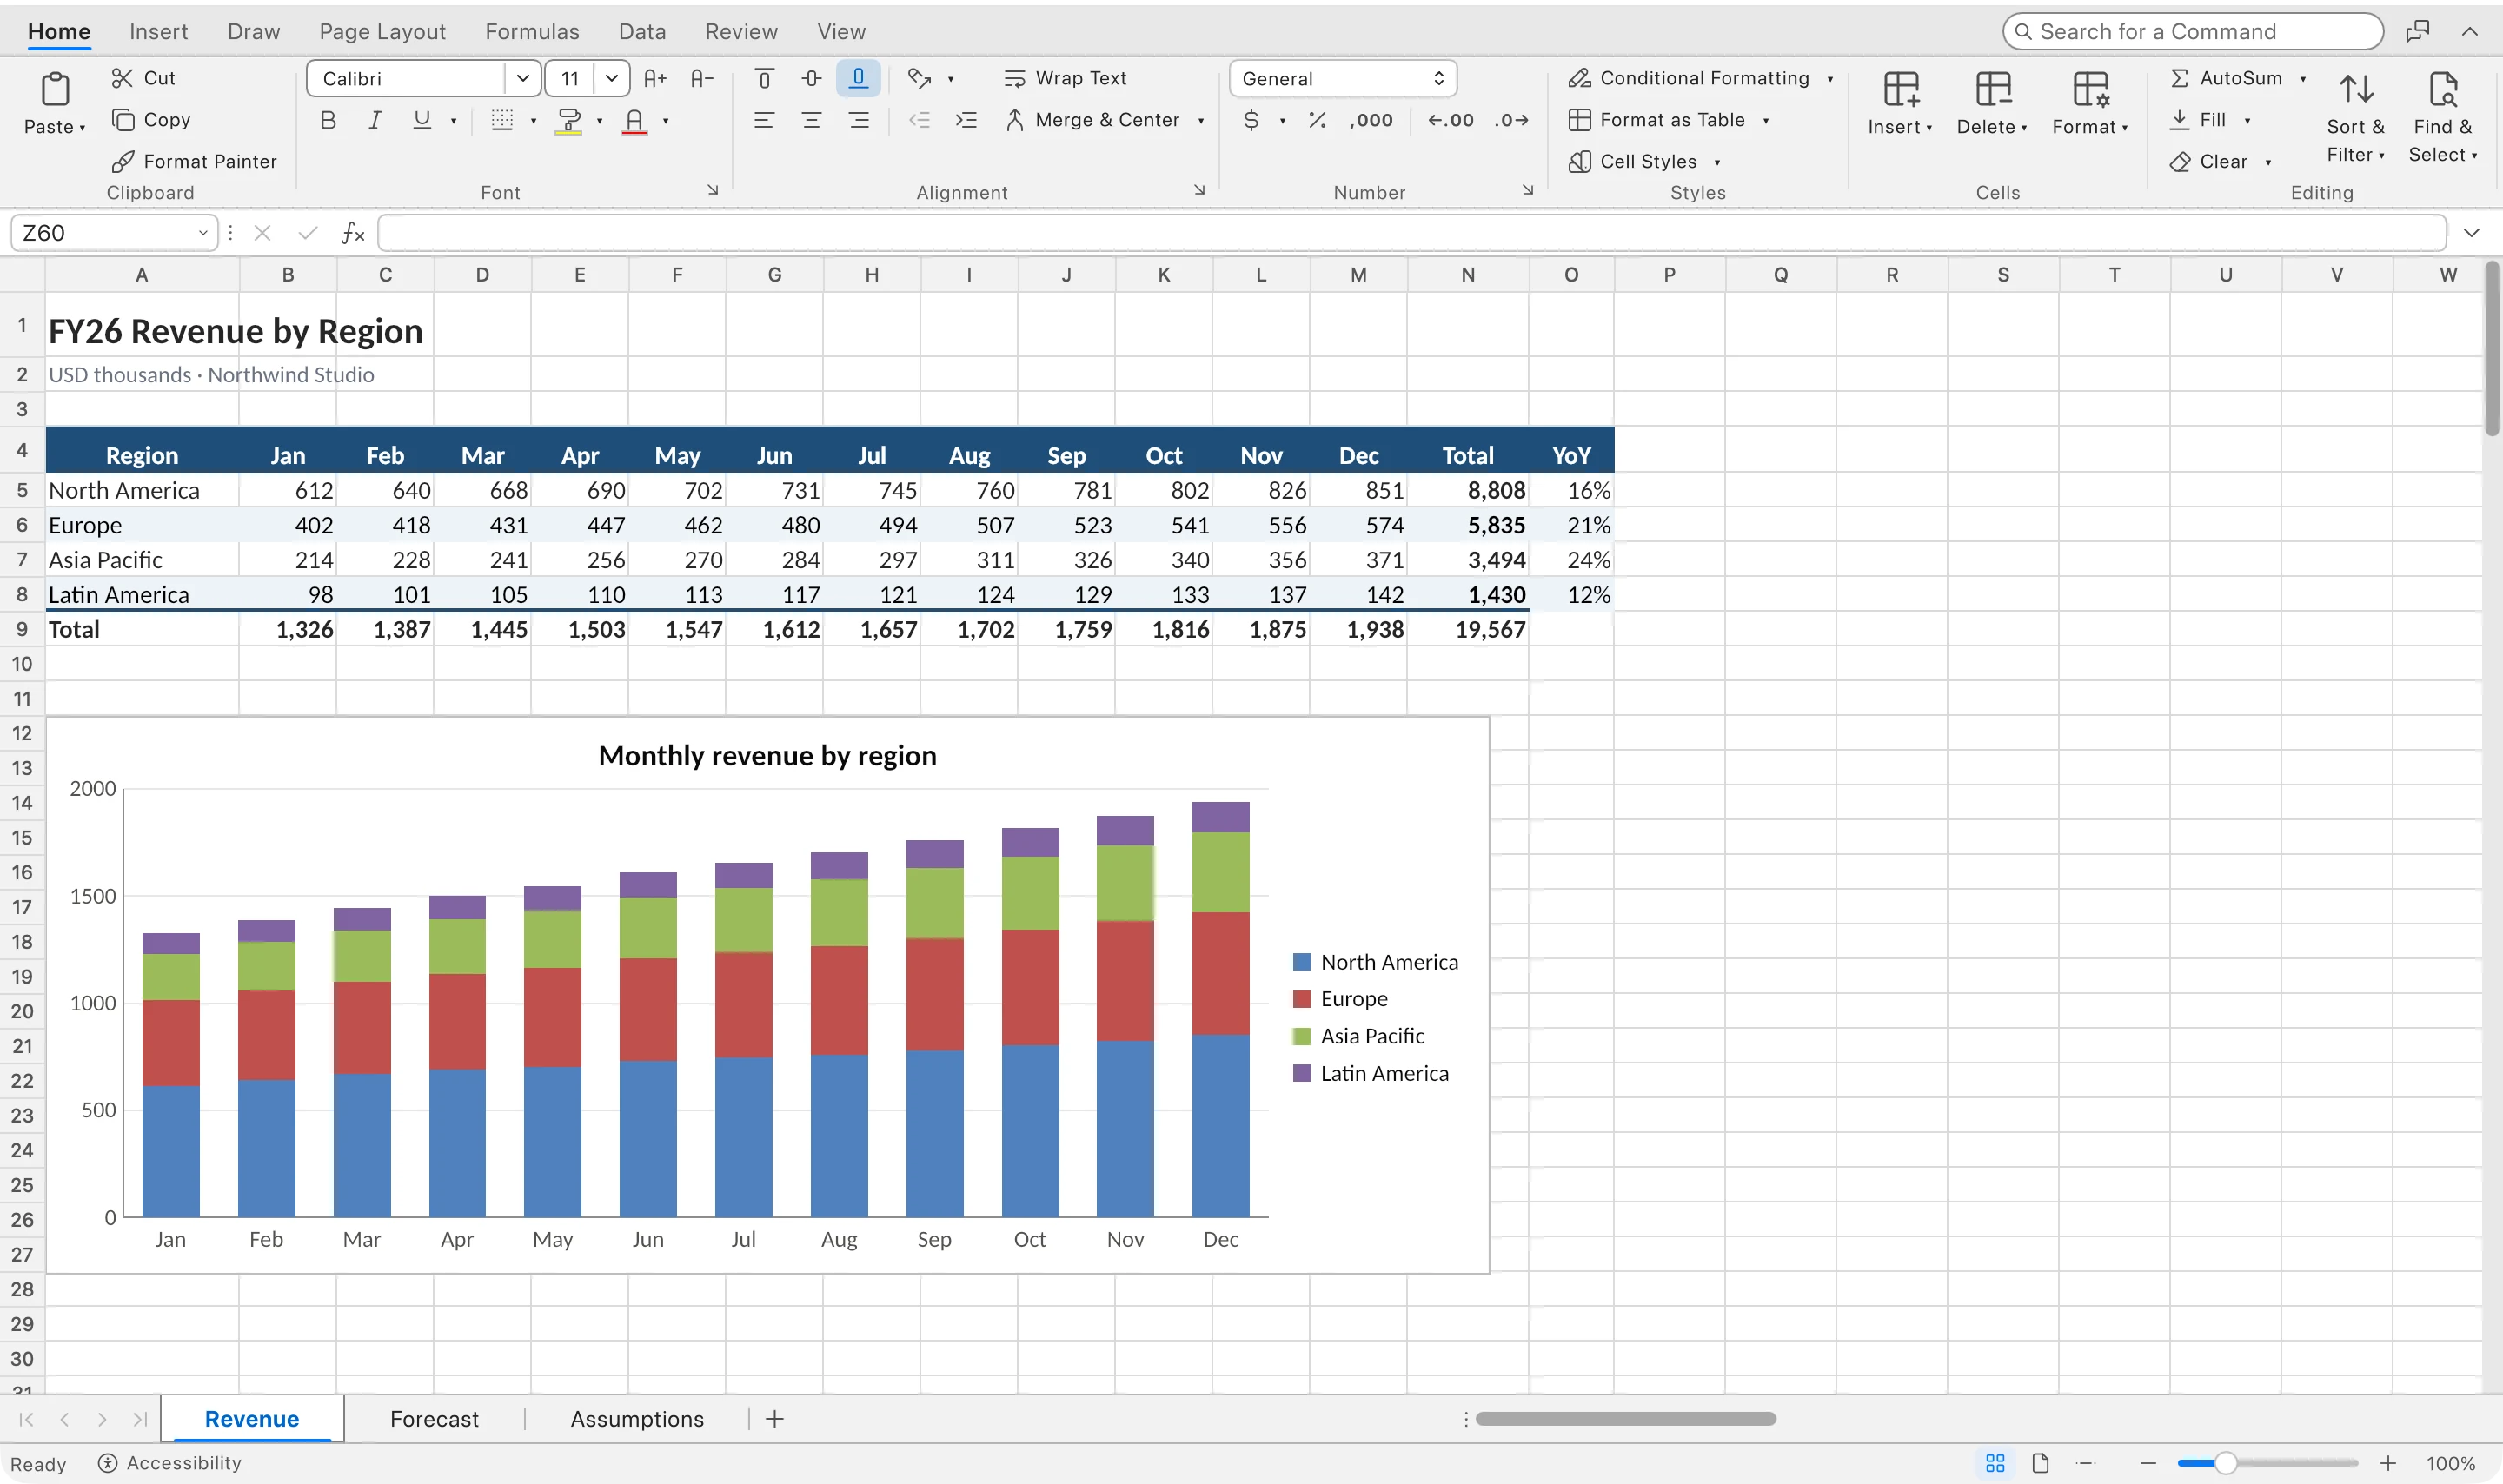 Home Insert Draw Page Layout Formulas Data Review View Search for a Command
Paste Cut Copy Format Painter Clipboard
Calibri 11 A+ A− B I U A Font
Wrap Text Merge & Center Alignment
General $ % ,000 ←.00 .0→ Number
Conditional Formatting Format as Table Cell Styles Styles
Insert Delete Format Cells
AutoSum Fill Clear Sort & Filter Find & Select Editing
Z60 fx
A B C D E F G H I J K L M N O P Q R S T U V W
1 FY26 Revenue by Region
2 USD thousands · Northwind Studio
3
4 Region Jan Feb Mar Apr May Jun Jul Aug Sep Oct Nov Dec Total YoY
5 North America 612 640 668 690 702 731 745 760 781 802 826 851 8,808 16%
6 Europe 402 418 431 447 462 480 494 507 523 541 556 574 5,835 21%
7 Asia Pacific 214 228 241 256 270 284 297 311 326 340 356 371 3,494 24%
8 Latin America 98 101 105 110 113 117 121 124 129 133 137 142 1,430 12%
9 Total 1,326 1,387 1,445 1,503 1,547 1,612 1,657 1,702 1,759 1,816 1,875 1,938 19,567
10
11
12
13
14
15
16
17
18
19
20
21
22
23
24
25
26
27
28
29
30
31
Monthly revenue by region
2000
1500
1000
500
0
Jan Feb Mar Apr May Jun Jul Aug Sep Oct Nov Dec
North America
Europe
Asia Pacific
Latin America
Revenue Forecast Assumptions
Ready Accessibility 100%